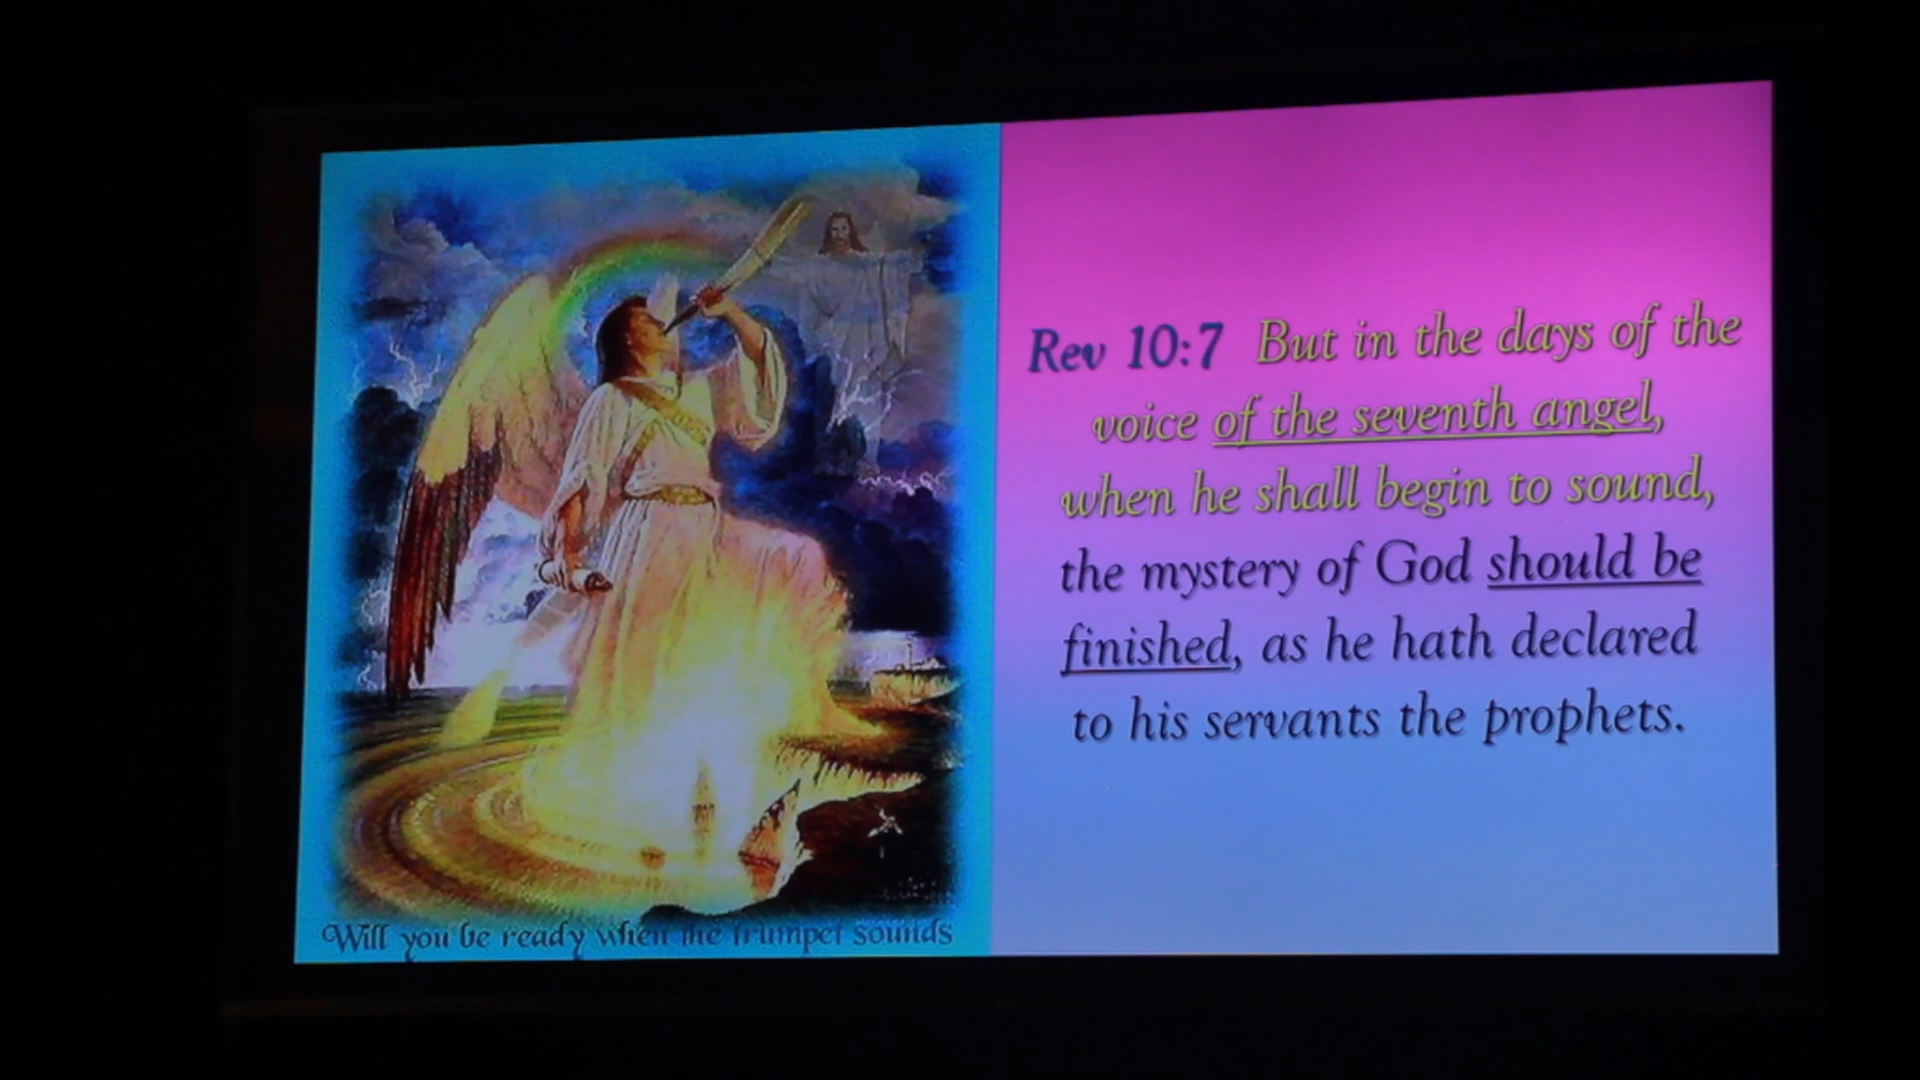 Rev 10:7 But in the days of the
voice of the seventh angel,
when he shall begin to sound,
the mystery of God should be
finished, as he hath declared
to his servants the prophets.
Will you be ready when the trumpet sounds